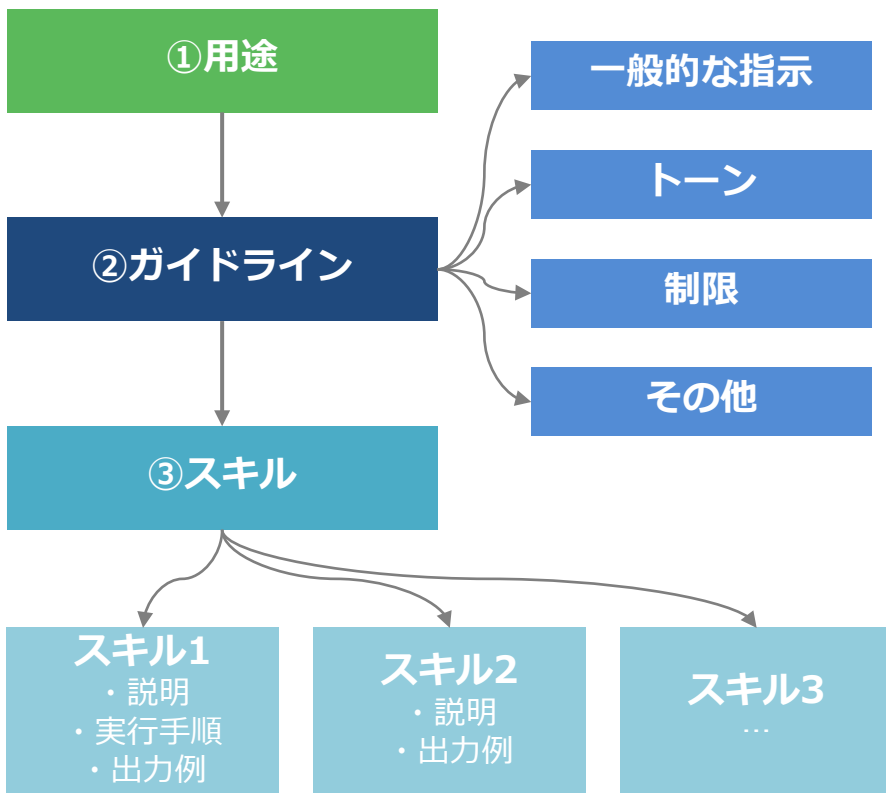 ①用途
一般的な指示
トーン
②ガイドライン
制限
その他
③スキル
スキル1
・説明
・実行手順
・出力例
スキル2
・説明
・出力例
スキル3
…